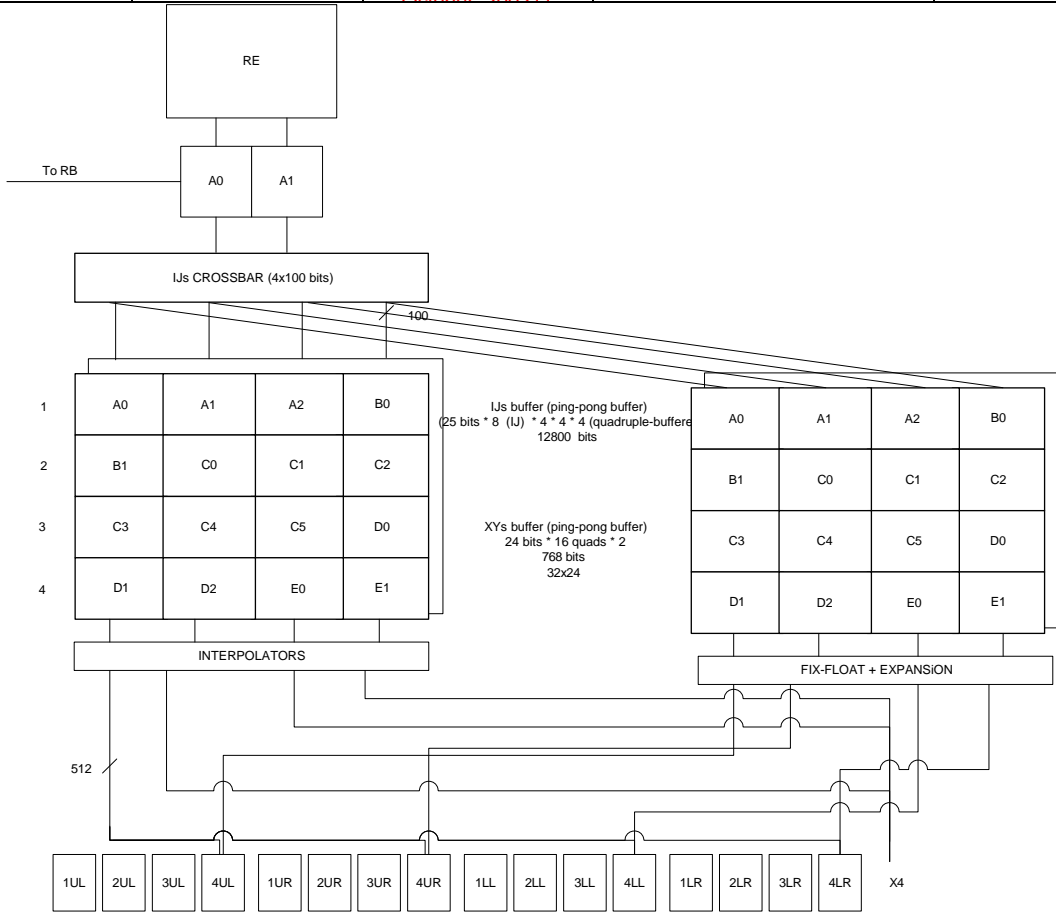 RE
To RB
A0
A1
IJs CROSSBAR (4x100 bits)
100
1
A0
A1
A2
B0
2
B1
C0
C1
C2
3
C3
C4
C5
D0
4
D1
D2
E0
E1
IJs buffer (ping-pong buffer)
(25 bits * 8 (IJ) * 4 * 4 * 4 (quadruple-buffere
12800 bits
XYs buffer (ping-pong buffer)
24 bits * 16 quads * 2
768 bits
32x24
A0
A1
A2
B0
B1
C0
C1
C2
C3
C4
C5
D0
D1
D2
E0
E1
INTERPOLATORS
FIX-FLOAT + EXPANSiON
512
1UL
2UL
3UL
4UL
1UR
2UR
3UR
4UR
1LL
2LL
3LL
4LL
1LR
2LR
3LR
4LR
X4